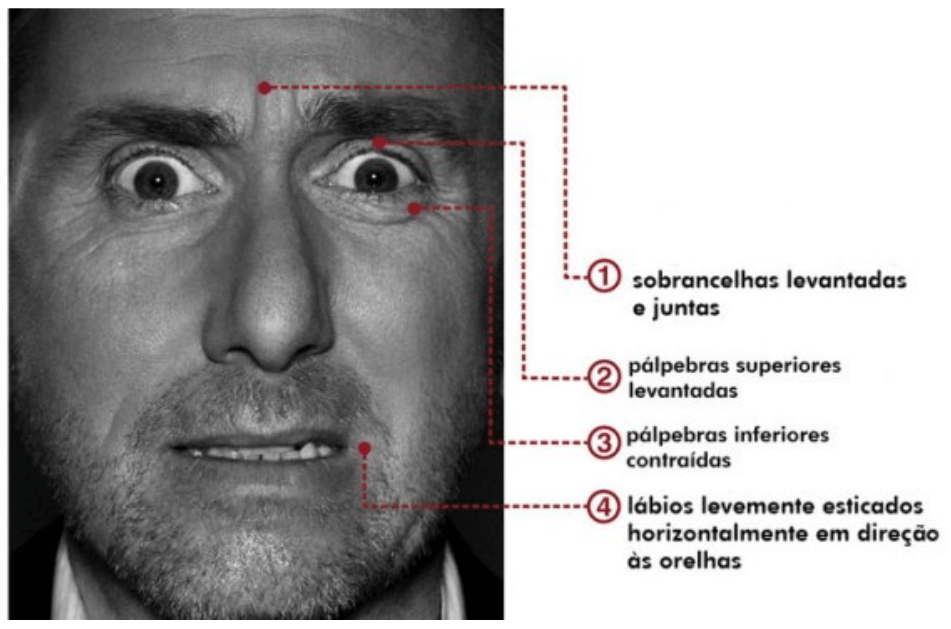 1 sobrancelhas levantadas
e juntas
2 pálpebras superiores
levantadas
3 pálpebras inferiores
contraídas
4 lábios levemente esticados
horizontalmente em direção
às orelhas